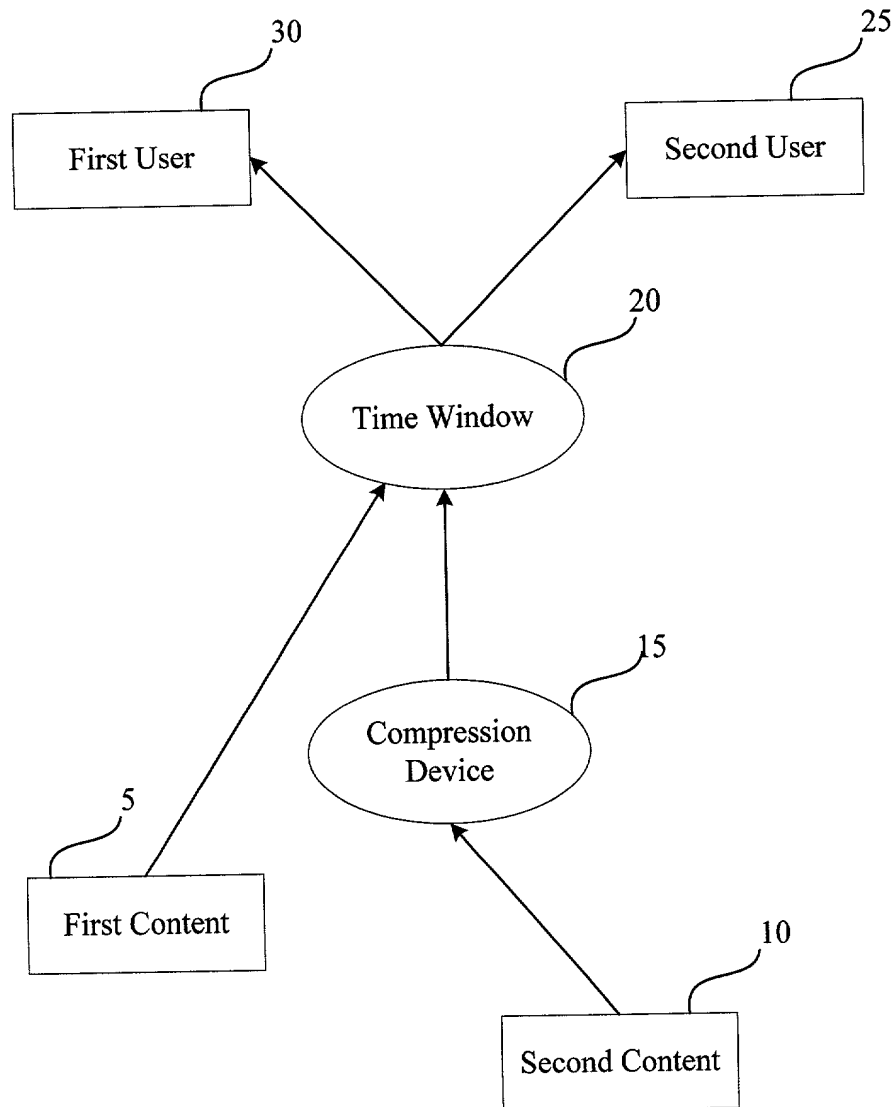 30
25
First User
Second User
20
Time Window
15
Compression
Device
5
First Content
10
Second Content